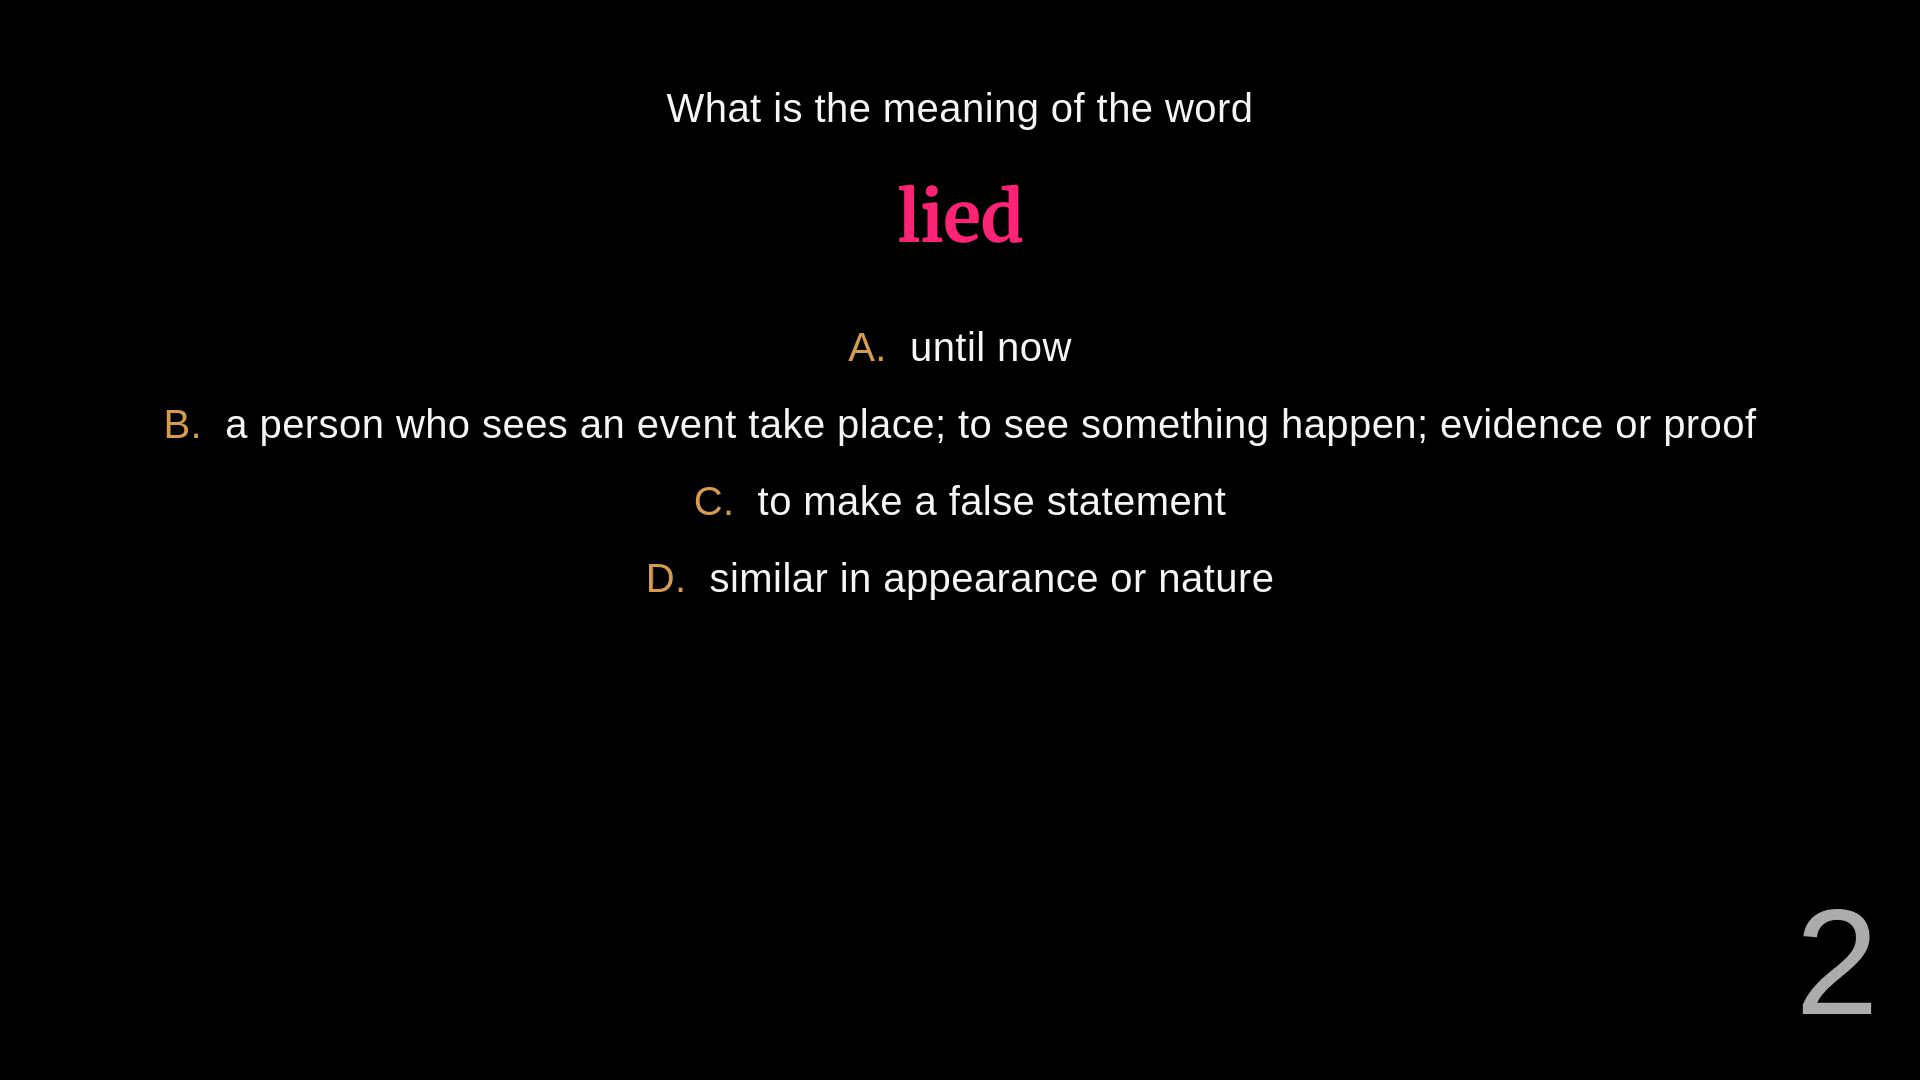 What is the meaning of the word
lied
A. until now
B. a person who sees an event take place; to see something happen; evidence or proof
C. to make a false statement
D. similar in appearance or nature
2